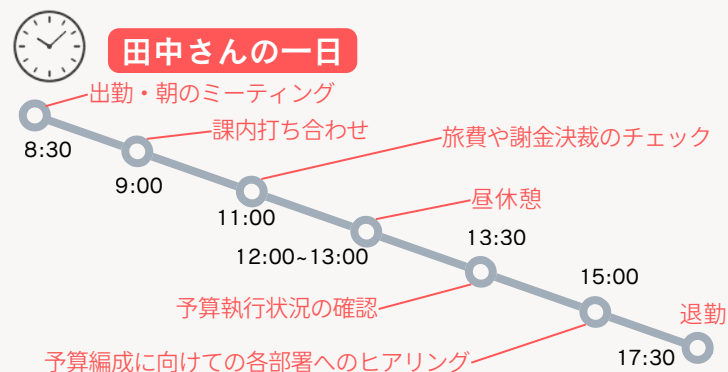 田中さんの一日
出勤・朝のミーティング
8:30
課内打ち合わせ
9:00
旅費や謝金決裁のチェック
11:00
昼休憩
12:00~13:00
13:30
予算執行状況の確認
15:00
予算編成に向けての各部署へのヒアリング
退勤
17:30